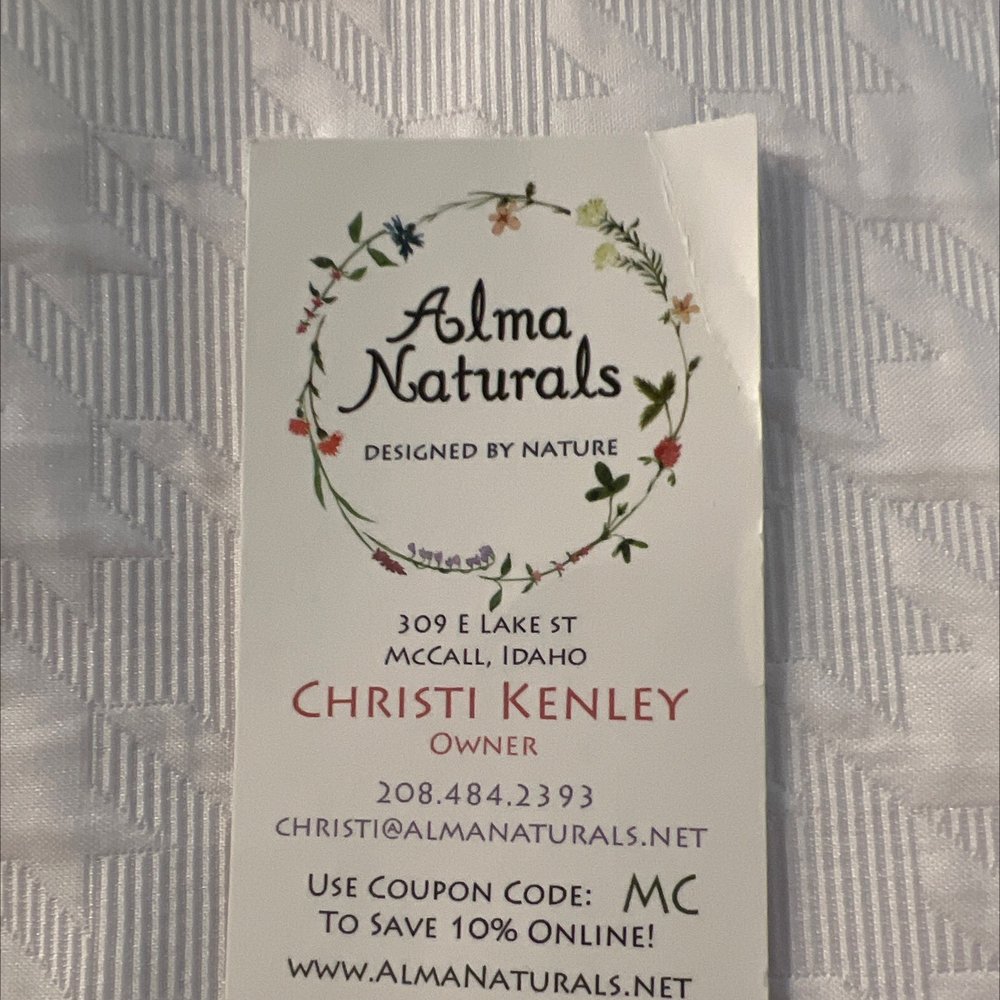 Alma
Naturals
DESIGNED BY NATURE
309 E LAKE ST
MCCALL, IDAHO
CHRISTI KENLEY
OWNER
208.484.2393
CHRISTI@ALMANATURALS.NET
USE COUPON CODE: MC
TO SAVE 10% ONLINE!
WWW.ALMANATURALS.NET